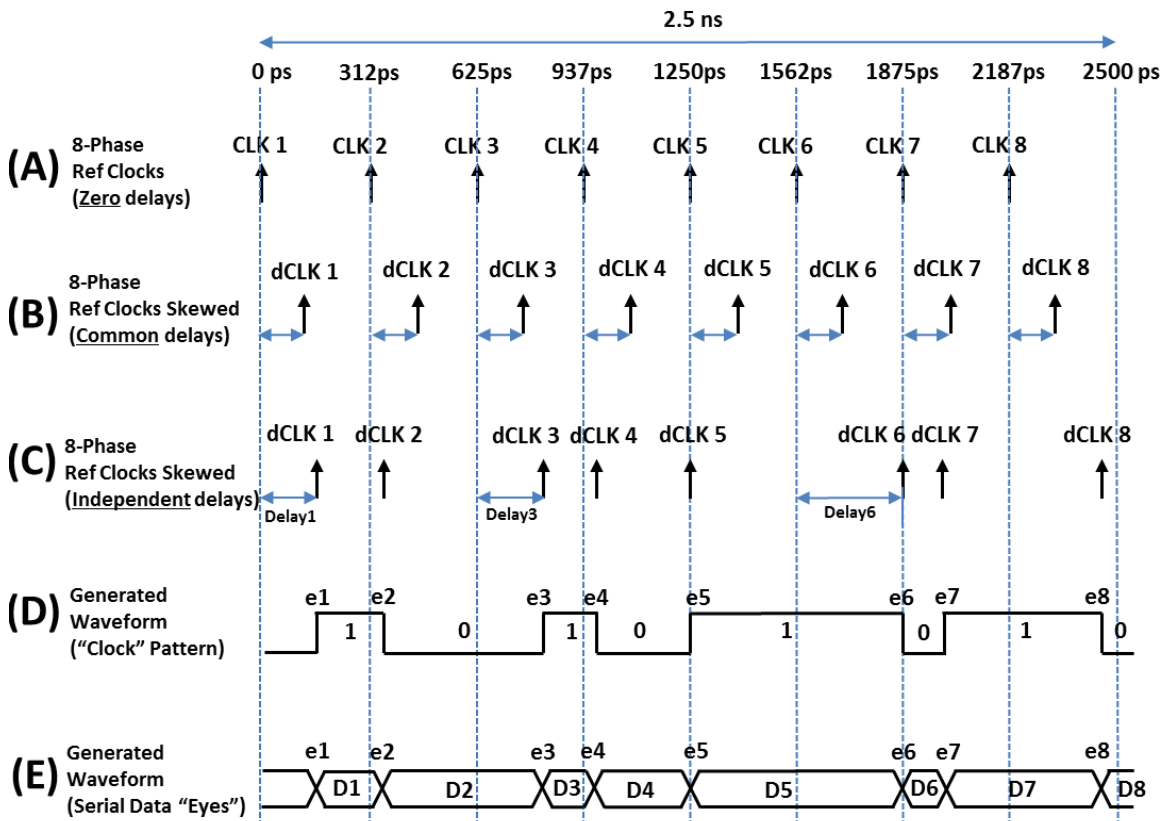 2.5 ns
0 ps 312ps 625ps 937ps 1250ps 1562ps 1875ps 2187ps 2500 ps
(A)
8-Phase
Ref Clocks
(Zero delays)
CLK 1 CLK 2 CLK 3 CLK 4 CLK 5 CLK 6 CLK 7 CLK 8
(B)
8-Phase
Ref Clocks Skewed
(Common delays)
dCLK 1 dCLK 2 dCLK 3 dCLK 4 dCLK 5 dCLK 6 dCLK 7 dCLK 8
(C)
8-Phase
Ref Clocks Skewed
(Independent delays)
dCLK 1 dCLK 2 dCLK 3 dCLK 4 dCLK 5 dCLK 6 dCLK 7 dCLK 8
Delay1 Delay3 Delay6
(D)
Generated
Waveform
(“Clock” Pattern)
e1 e2 e3 e4 e5 e6 e7 e8
1 0 1 0 1 0 1 0
(E)
Generated
Waveform
(Serial Data “Eyes”)
e1 e2 e3 e4 e5 e6 e7 e8
D1 D2 D3 D4 D5 D6 D7 D8